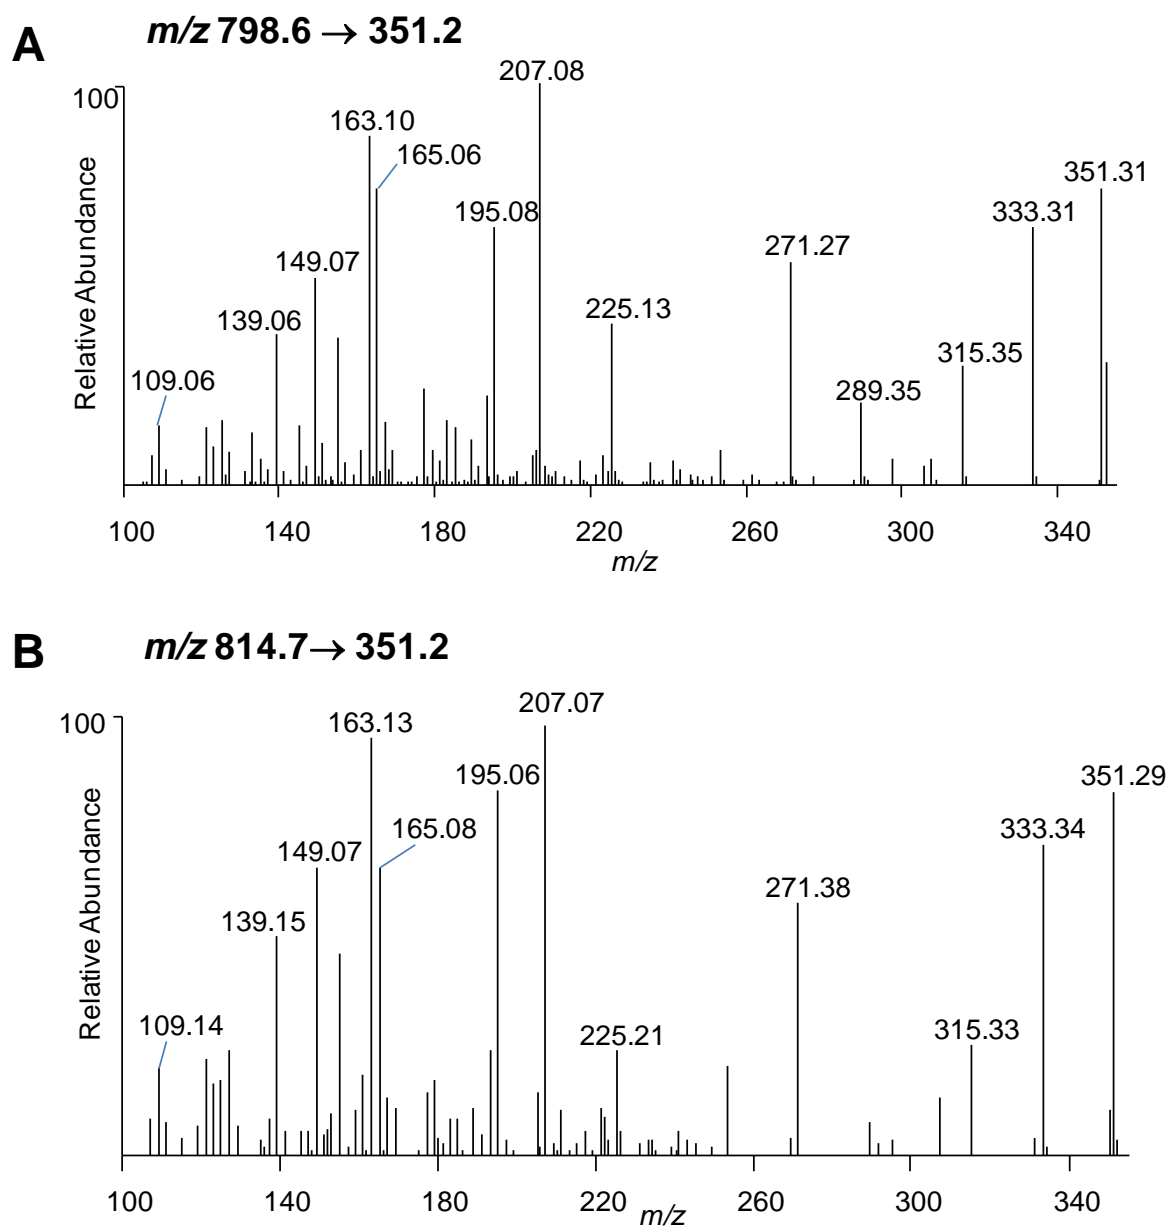 A
m/z 798.6 → 351.2
207.08
100
163.10
165.06
351.31
195.08
333.31
271.27
149.07
225.13
139.06
315.35
109.06
289.35
Relative Abundance
100 140 180 220 260 300 340
m/z
B
m/z 814.7→ 351.2
207.07
100
163.13
195.06
351.29
165.08
333.34
149.07
271.38
139.15
109.14
225.21
315.33
Relative Abundance
100 140 180 220 260 300 340
m/z